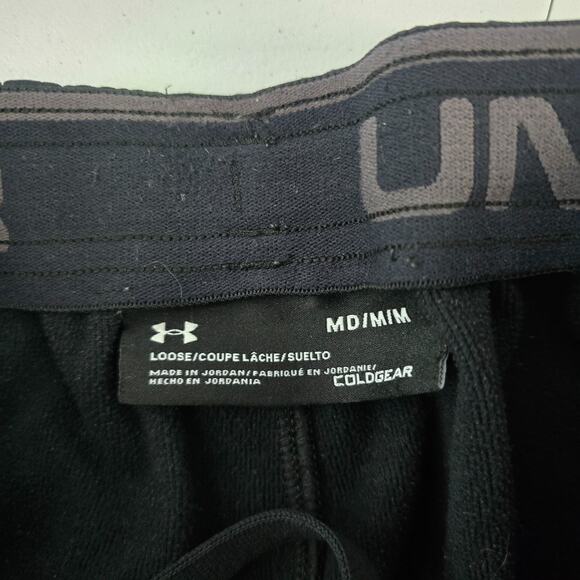 UN
MD/M/M
LOOSE/COUPE LÂCHE/SUELTO
MADE IN JORDAN/FABRIQUÉ EN JORDANIE/
HECHO EN JORDANIA
COLDGEAR